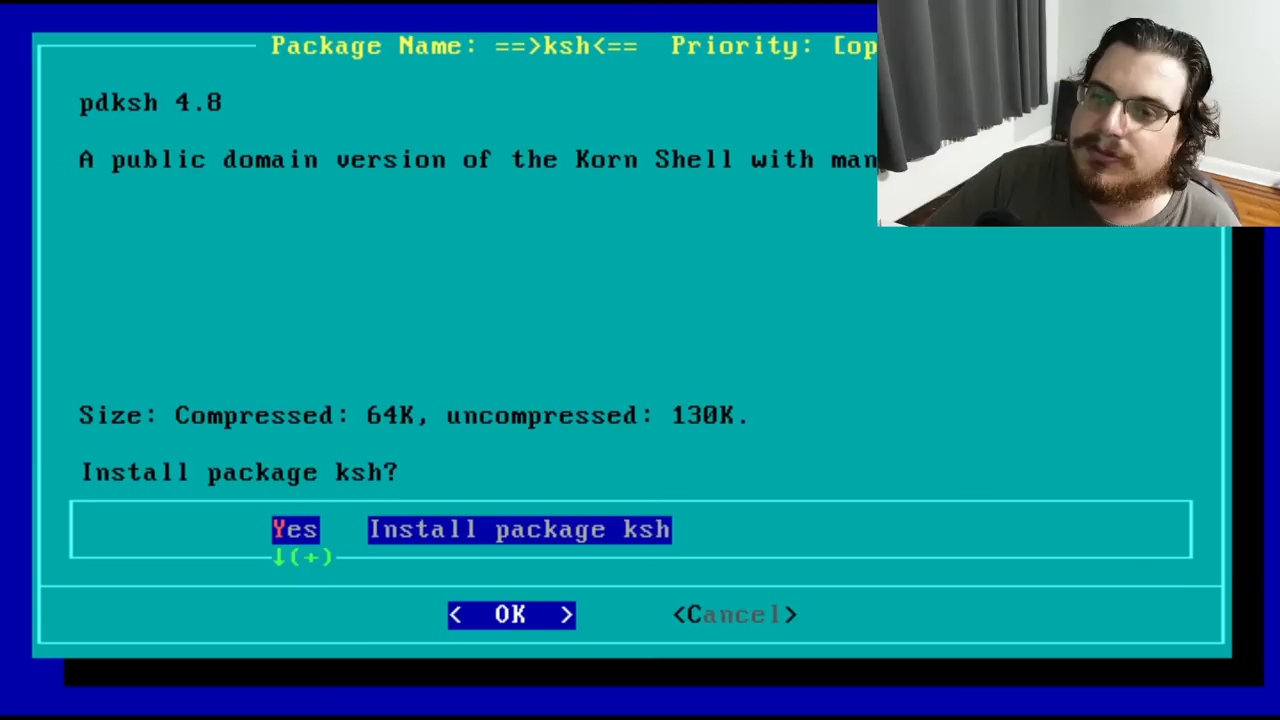 Package Name: ==>ksh<== Priority: [op
pdksh 4.8
A public domain version of the Korn Shell with man
Size: Compressed: 64K, uncompressed: 130K.
Install package ksh?
Yes Install package ksh
↓(+)
< OK > <Cancel>